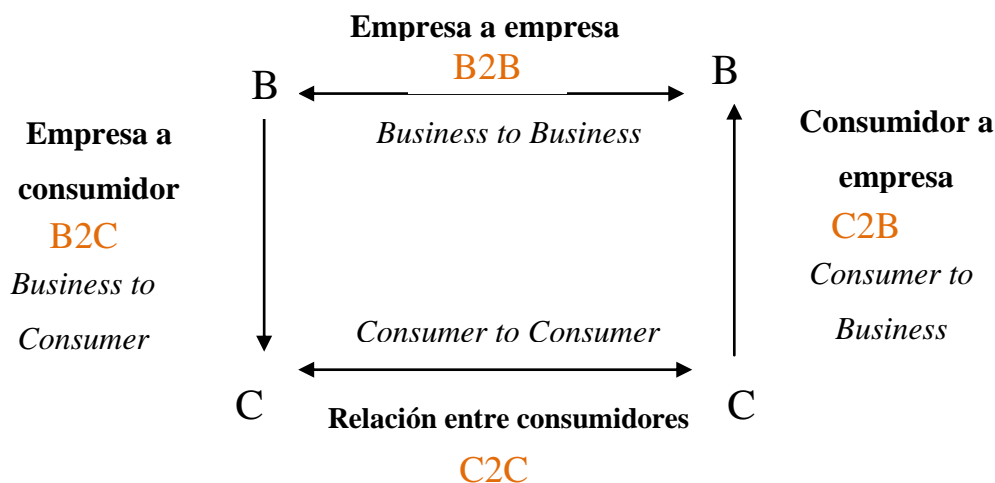 Empresa a empresa
B2B
B
B
Business to Business
Empresa a
consumidor
B2C
Business to
Consumer
Consumidor a
empresa
C2B
Consumer to
Business
Consumer to Consumer
C
C
Relación entre consumidores
C2C